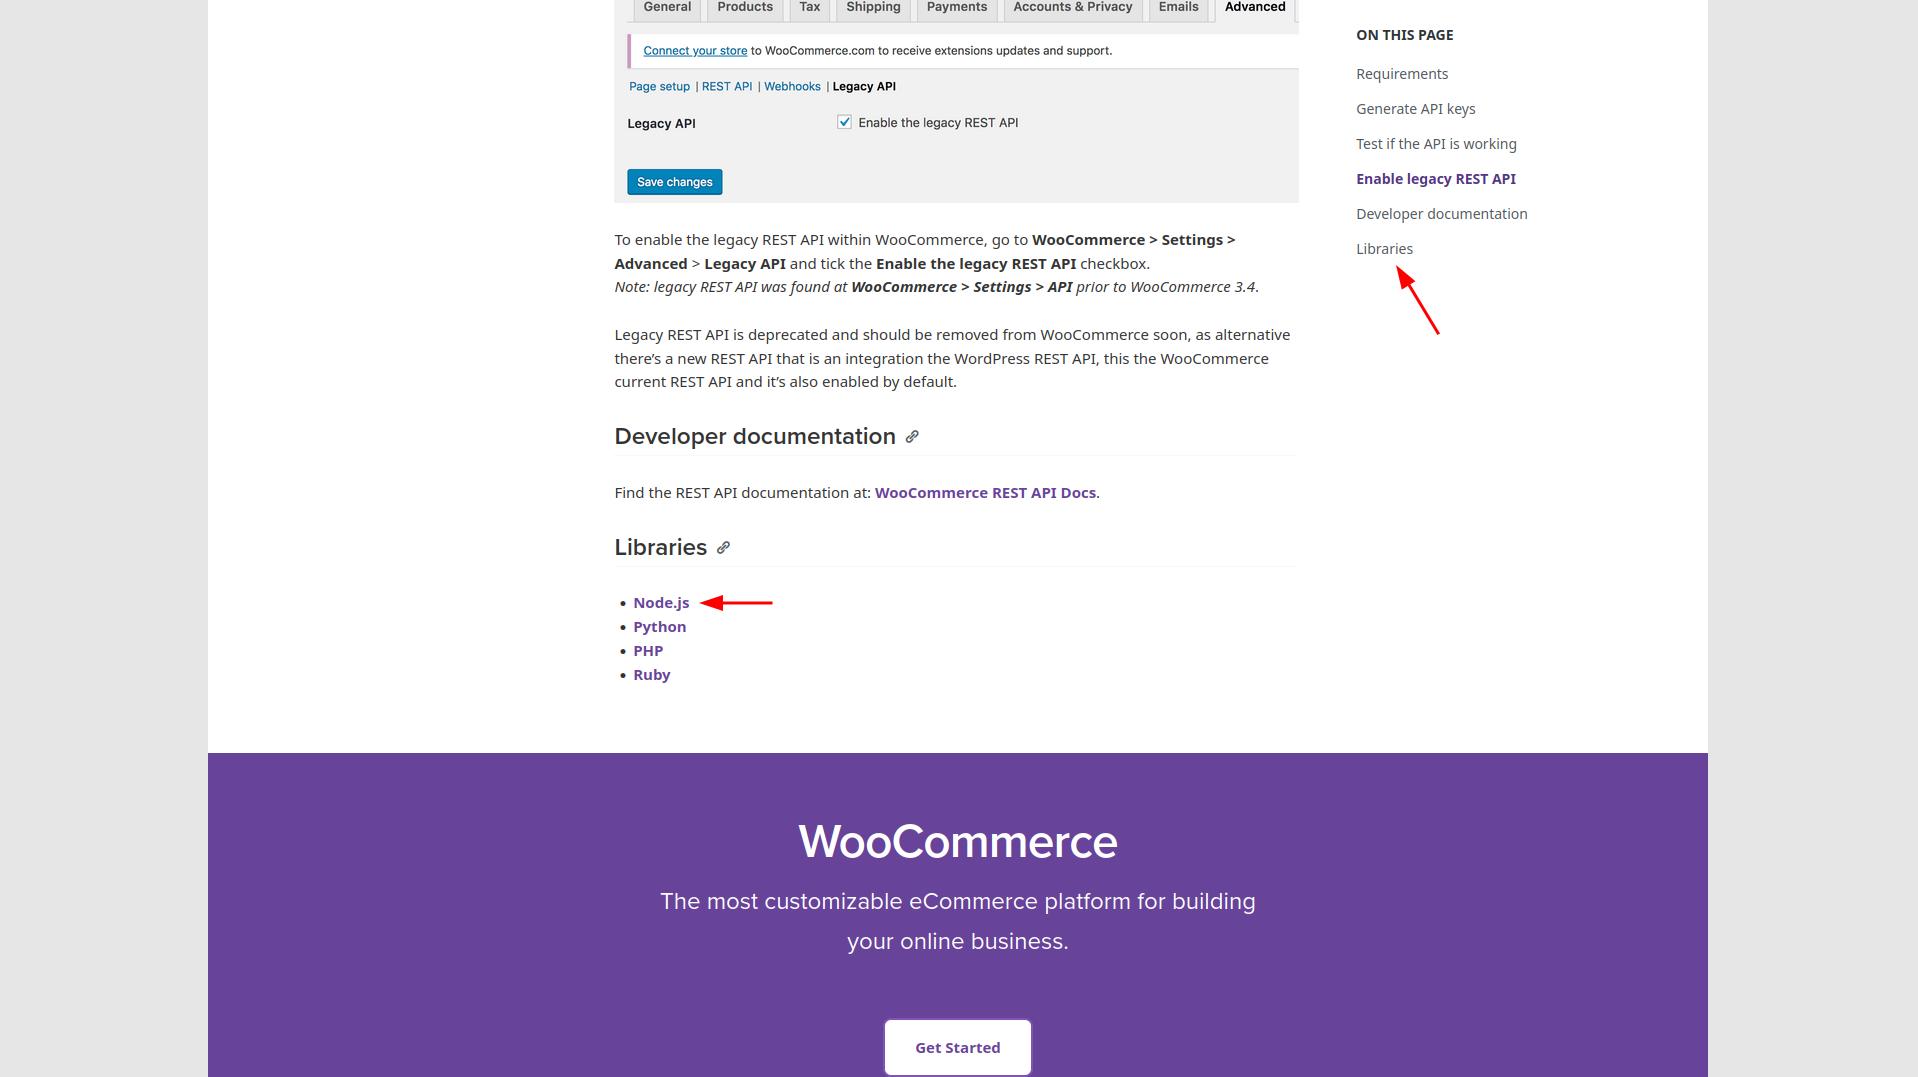 General Products Tax Shipping Payments Accounts & Privacy Emails Advanced
Connect your store to WooCommerce.com to receive extensions updates and support.
Page setup | REST API | Webhooks | Legacy API
Legacy API Enable the legacy REST API
Save changes
ON THIS PAGE
Requirements
Generate API keys
Test if the API is working
Enable legacy REST API
Developer documentation
Libraries
To enable the legacy REST API within WooCommerce, go to WooCommerce > Settings >
Advanced > Legacy API and tick the Enable the legacy REST API checkbox.
Note: legacy REST API was found at WooCommerce > Settings > API prior to WooCommerce 3.4.
Legacy REST API is deprecated and should be removed from WooCommerce soon, as alternative
there’s a new REST API that is an integration the WordPress REST API, this the WooCommerce
current REST API and it’s also enabled by default.
Developer documentation
Find the REST API documentation at: WooCommerce REST API Docs.
Libraries
• Node.js
• Python
• PHP
• Ruby
WooCommerce
The most customizable eCommerce platform for building
your online business.
Get Started